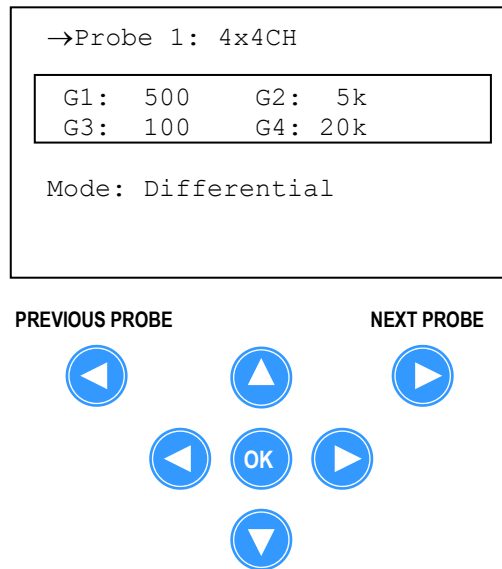 →Probe 1: 4x4CH
G1: 500 G2: 5k
G3: 100 G4: 20k
Mode: Differential
PREVIOUS PROBE NEXT PROBE
OK